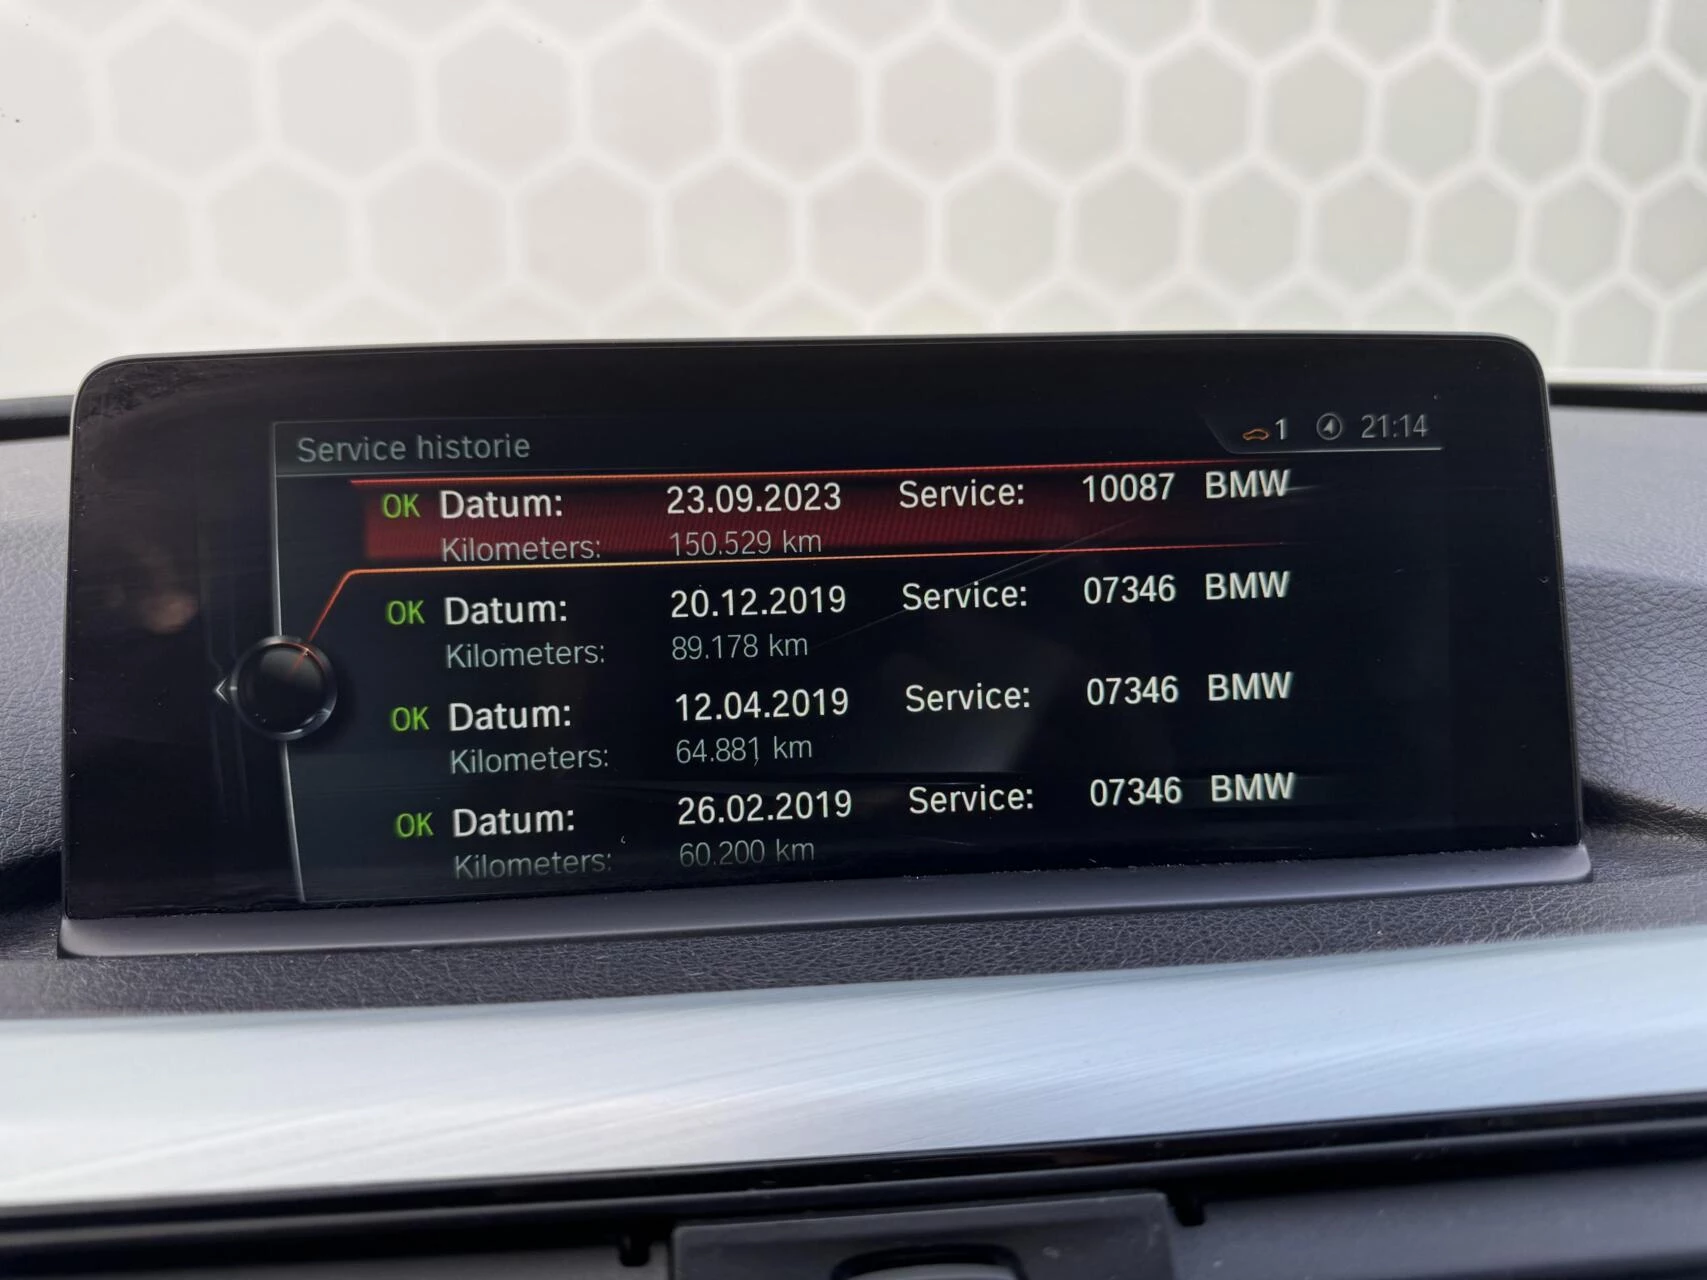 Service historie
1 21:14
OK Datum: 23.09.2023 Service: 10087 BMW
Kilometers: 150.529 km
OK Datum: 20.12.2019 Service: 07346 BMW
Kilometers: 89.178 km
OK Datum: 12.04.2019 Service: 07346 BMW
Kilometers: 64.881 km
OK Datum: 26.02.2019 Service: 07346 BMW
Kilometers: 60.200 km